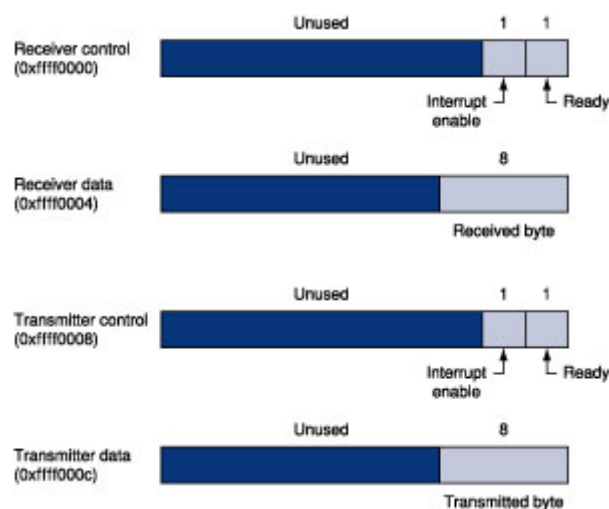 Unused 1 1
Receiver control
(0xffff0000)
Interrupt
enable
Ready
Unused 8
Receiver data
(0xffff0004)
Received byte
Unused 1 1
Transmitter control
(0xffff0008)
Interrupt
enable
Ready
Unused 8
Transmitter data
(0xffff000c)
Transmitted byte